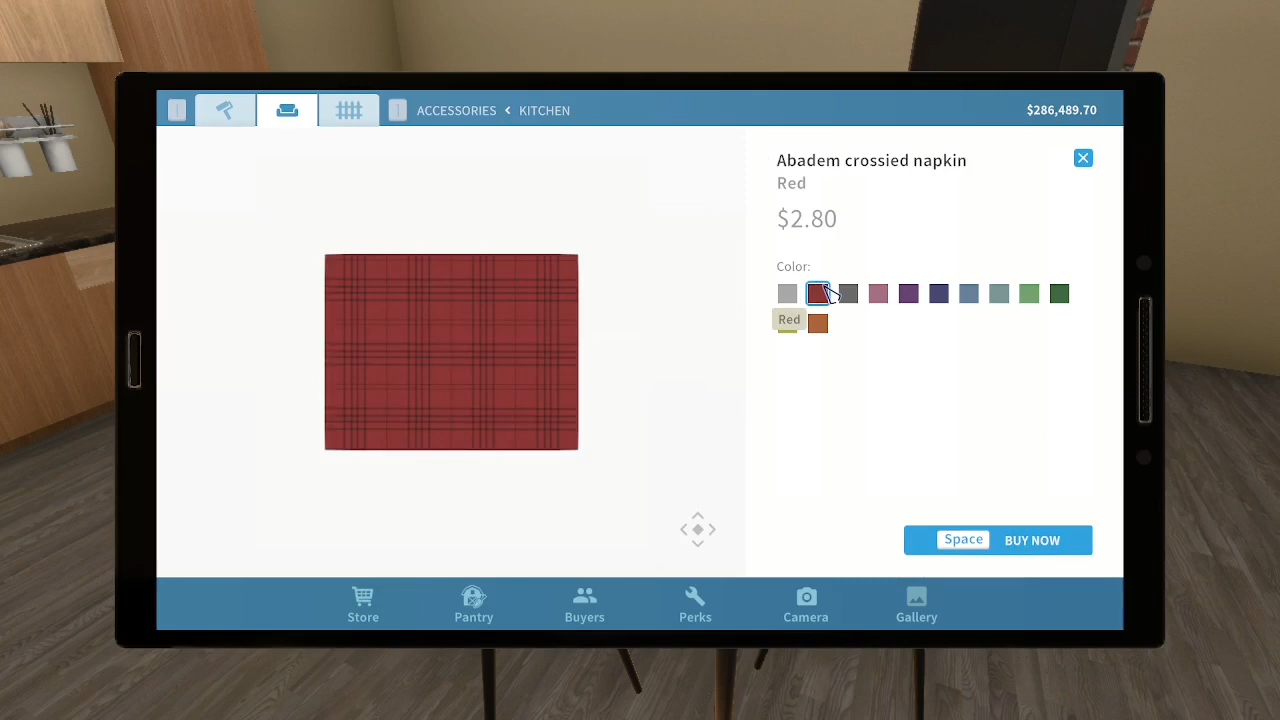 ACCESSORIES < KITCHEN
$286,489.70
Abadem crossied napkin
Red
$2.80
Color:
Red
Space BUY NOW
Store Pantry Buyers Perks Camera Gallery